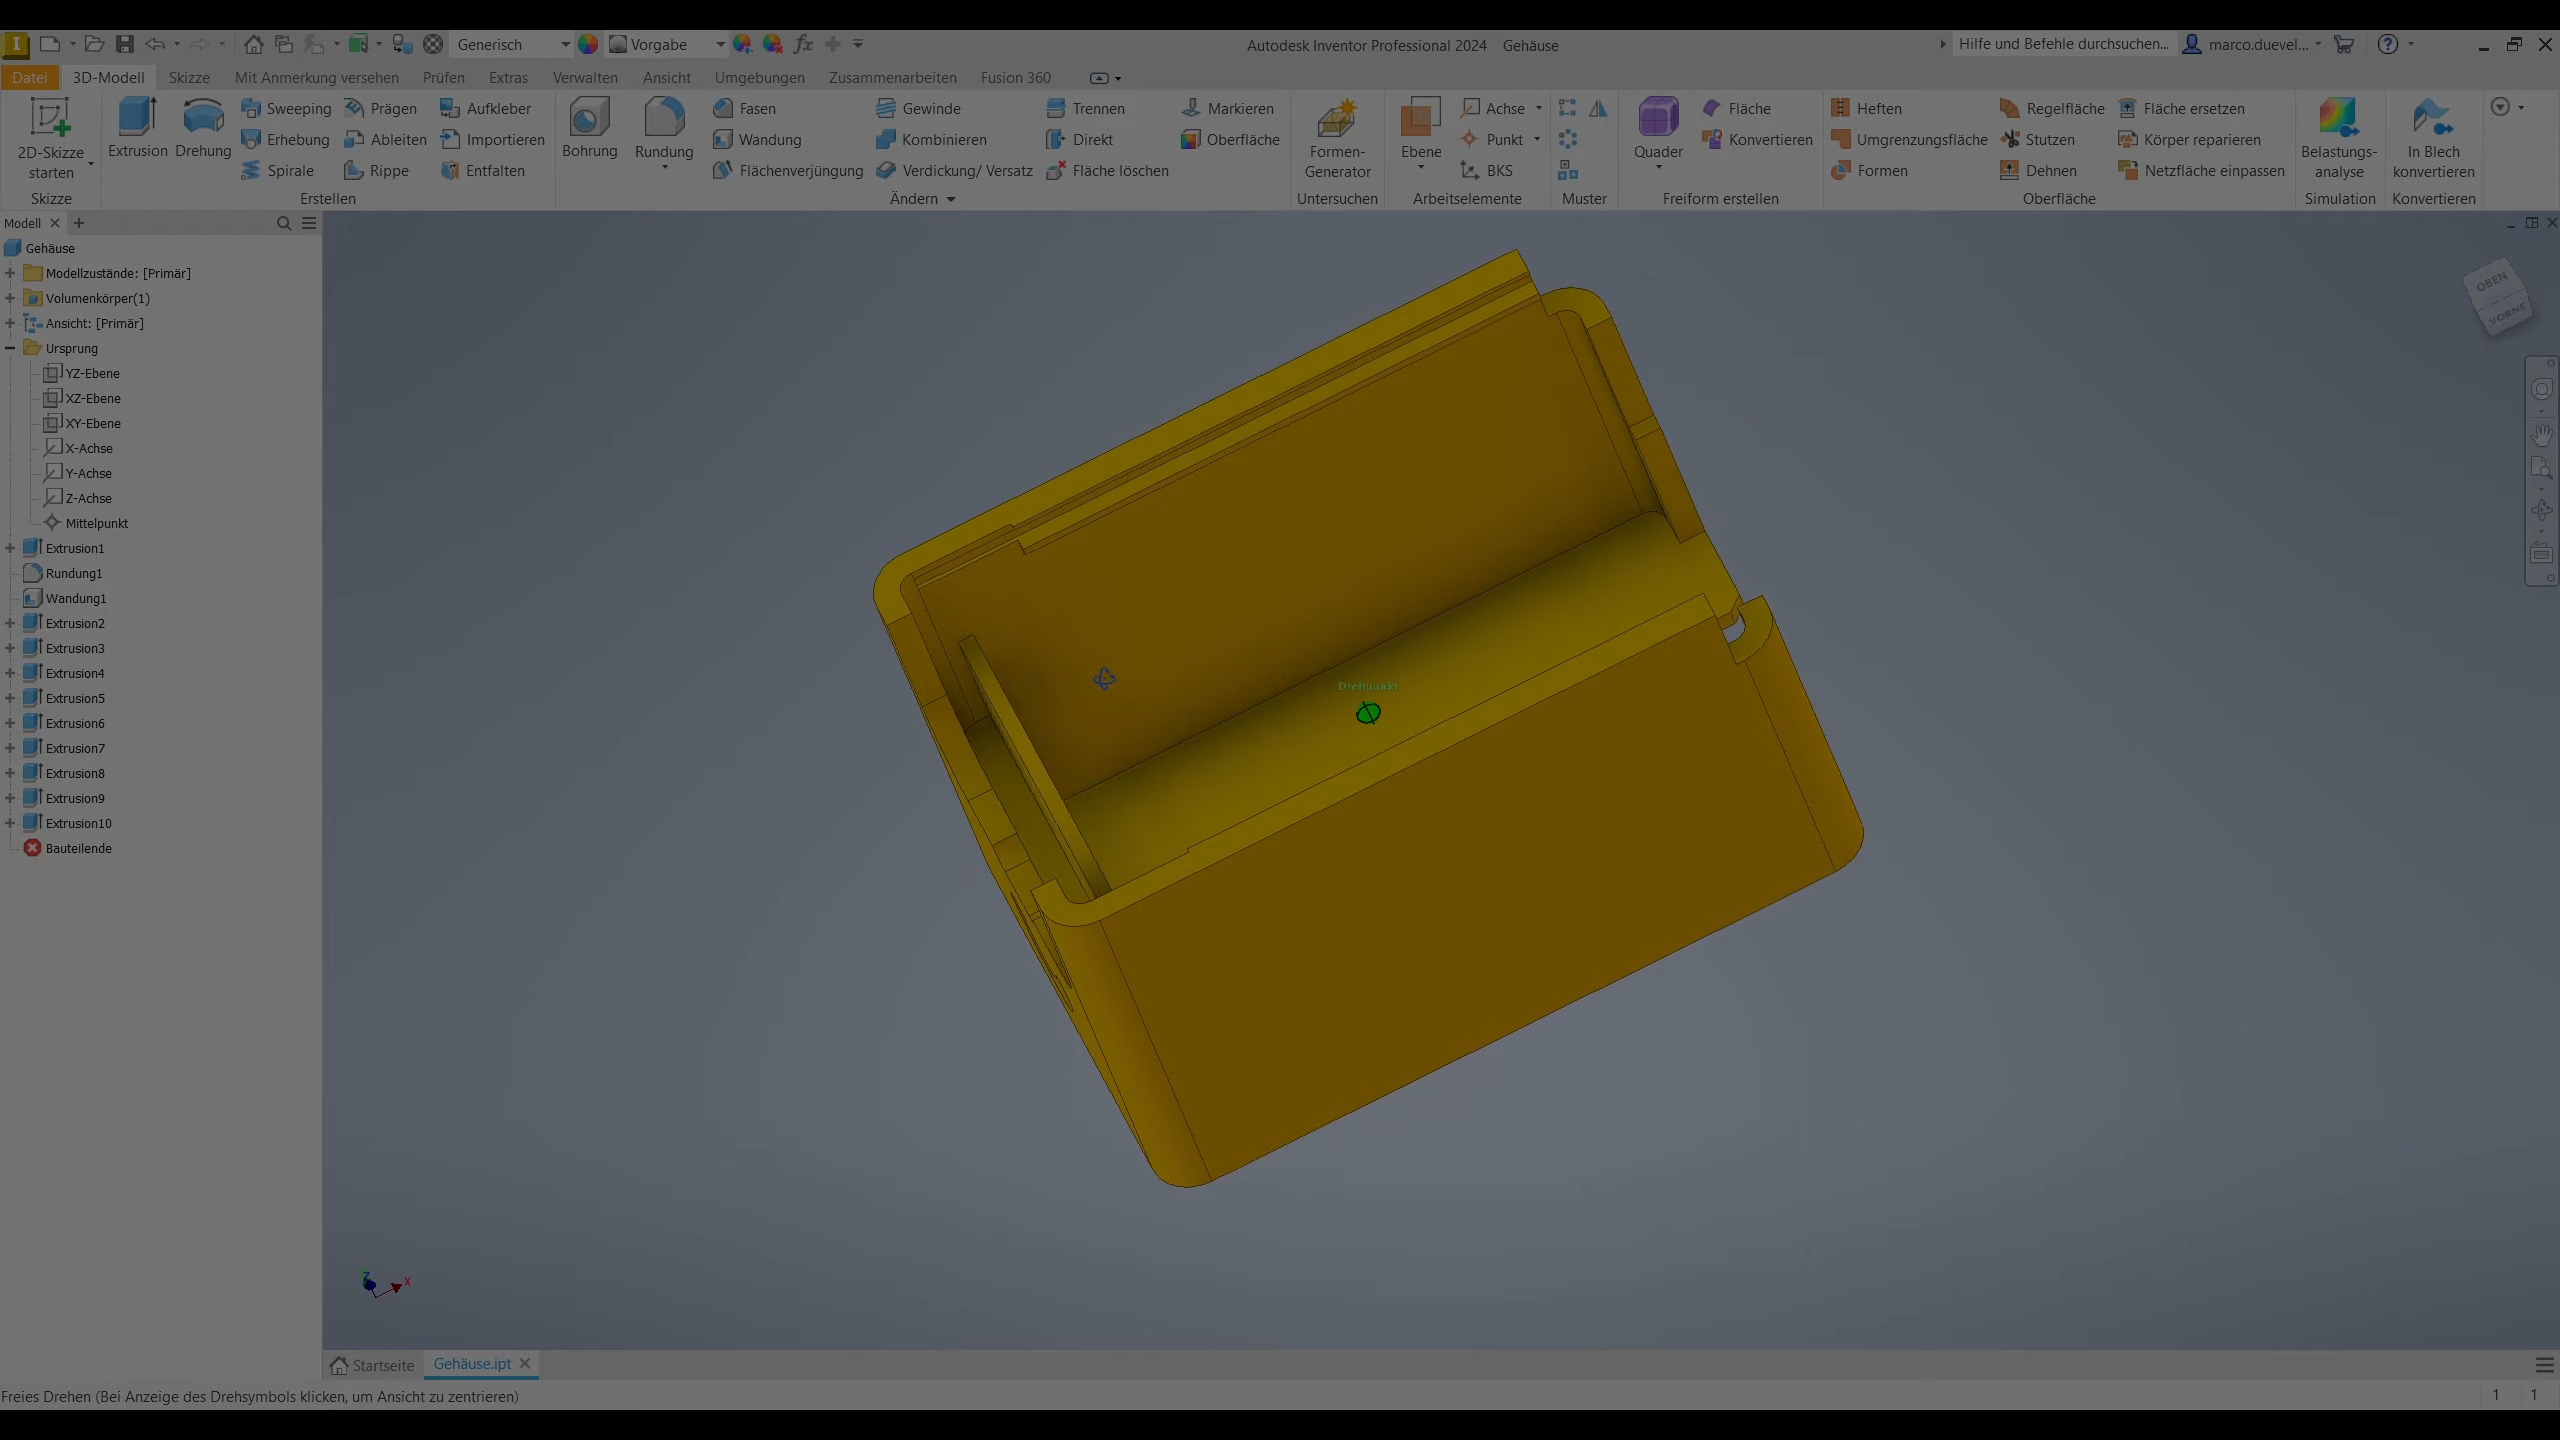 Generisch Vorgabe Autodesk Inventor Professional 2024 Gehäuse Hilfe und Befehle durchsuchen... marco.duevel...
Datei 3D-Modell Skizze Mit Anmerkung versehen Prüfen Extras Verwalten Ansicht Umgebungen Zusammenarbeiten Fusion 360
2D-Skizze starten
Extrusion Drehung
Sweeping Prägen Aufkleber
Erhebung Ableiten Importieren
Spirale Rippe Entfalten
Bohrung Rundung
Fasen Gewinde Trennen Markieren
Wandung Kombinieren Direkt Oberfläche
Flächenverjüngung Verdickung/ Versatz Fläche löschen
Formen-
Generator
Ebene
Achse
Punkt
BKS
Quader
Fläche
Konvertieren
Heften Regelfläche Fläche ersetzen
Umgrenzungsfläche Stutzen Körper reparieren
Formen Dehnen Netzfläche einpassen
Belastungs-
analyse
In Blech
konvertieren
Skizze Erstellen Ändern Untersuchen Arbeitselemente Muster Freiform erstellen Oberfläche Simulation Konvertieren
Modell
Gehäuse
Modellzustände: [Primär]
Volumenkörper(1)
Ansicht: [Primär]
Ursprung
YZ-Ebene
XZ-Ebene
XY-Ebene
X-Achse
Y-Achse
Z-Achse
Mittelpunkt
Extrusion1
Rundung1
Wandung1
Extrusion2
Extrusion3
Extrusion4
Extrusion5
Extrusion6
Extrusion7
Extrusion8
Extrusion9
Extrusion10
Bauteilende
OBEN
VORNE
Drehpunkt
Z
X
Startseite Gehäuse.ipt
Freies Drehen (Bei Anzeige des Drehsymbols klicken, um Ansicht zu zentrieren) 1 1